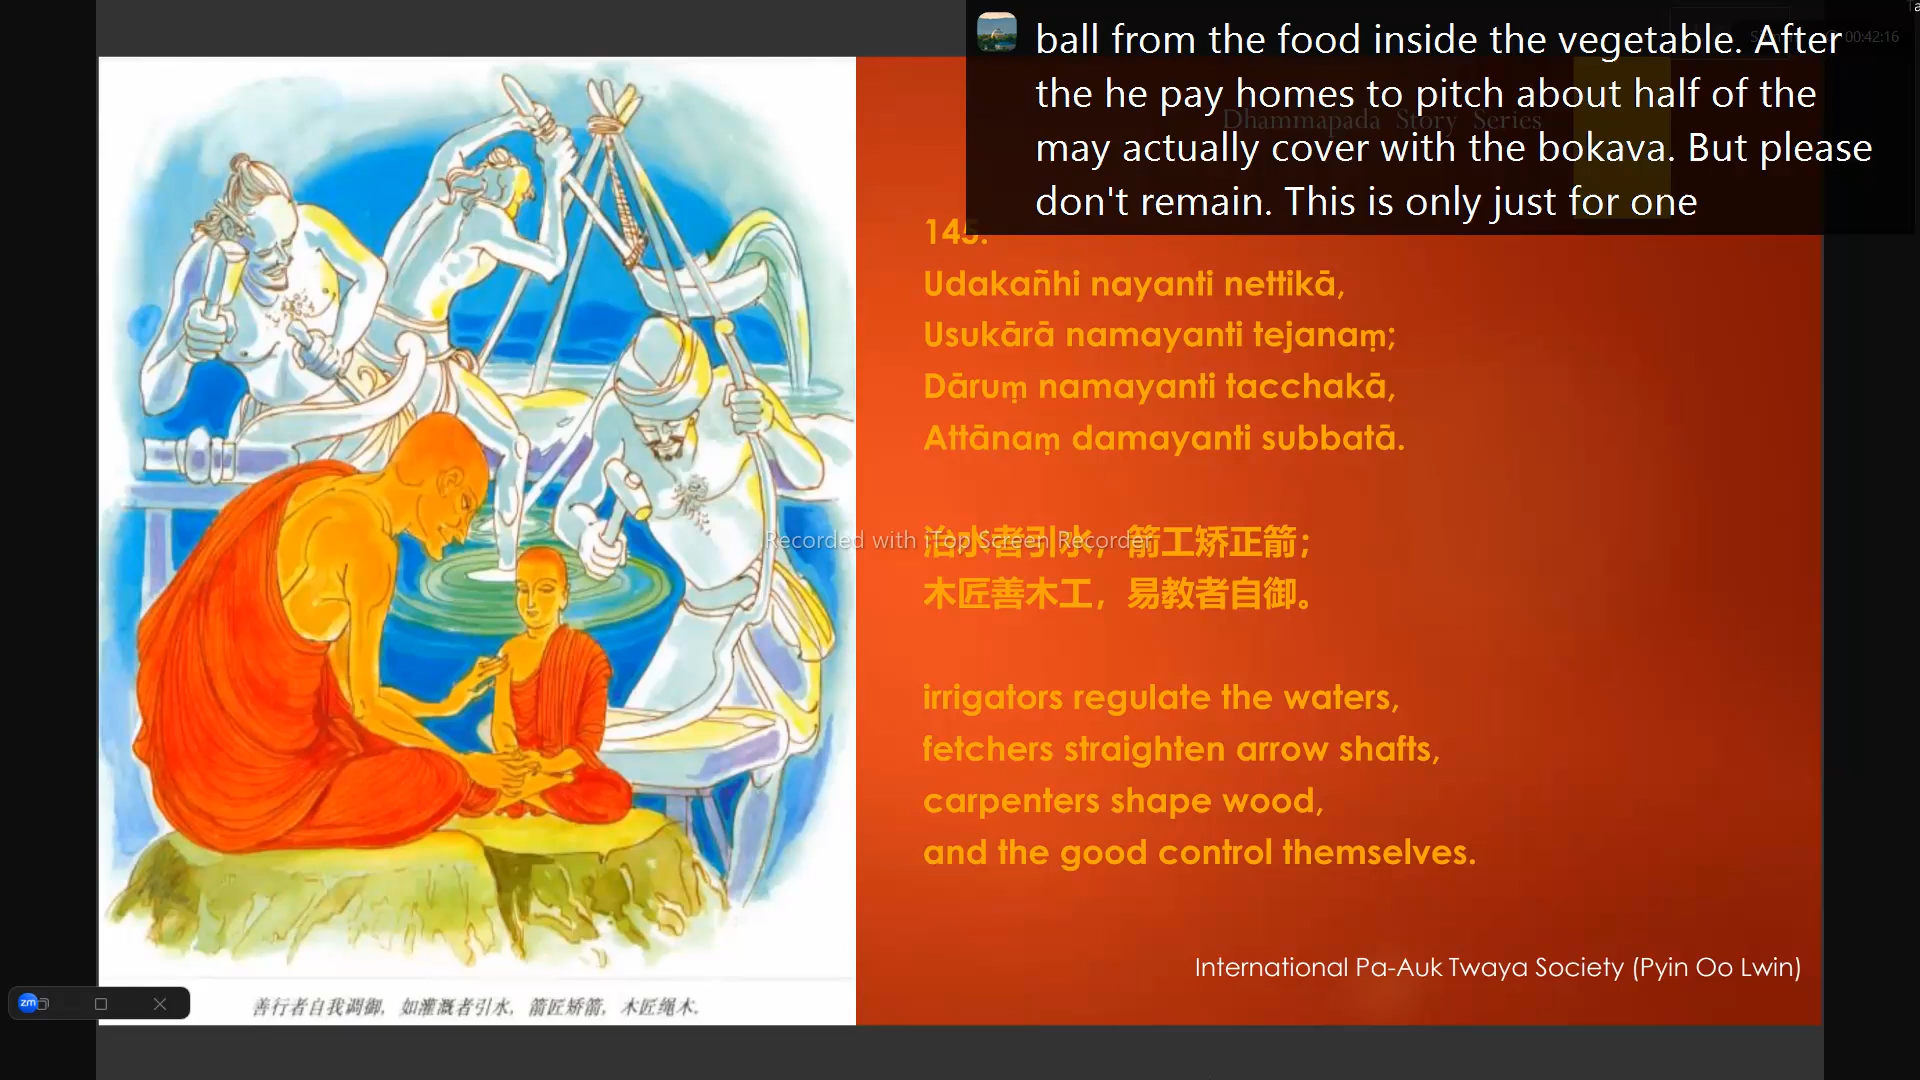 ball from the food inside the vegetable. After
the he pay homes to pitch about half of the
may actually cover with the bokava. But please
don't remain. This is only just for one
00:42:16
Dhammapada Story Series
145.
Udakañhi nayanti nettikā,
Usukārā namayanti tejanaṃ;
Dāruṃ namayanti tacchakā,
Attānaṃ damayanti subbatā.
Recorded with iTop Screen Recorder
治水者引水，箭工矫正箭；
木匠善木工，易教者自御。
irrigators regulate the waters,
fetchers straighten arrow shafts,
carpenters shape wood,
and the good control themselves.
International Pa-Auk Twaya Society (Pyin Oo Lwin)
zm
善行者自我调御，如灌溉者引水，箭匠矫箭，木匠绳木。